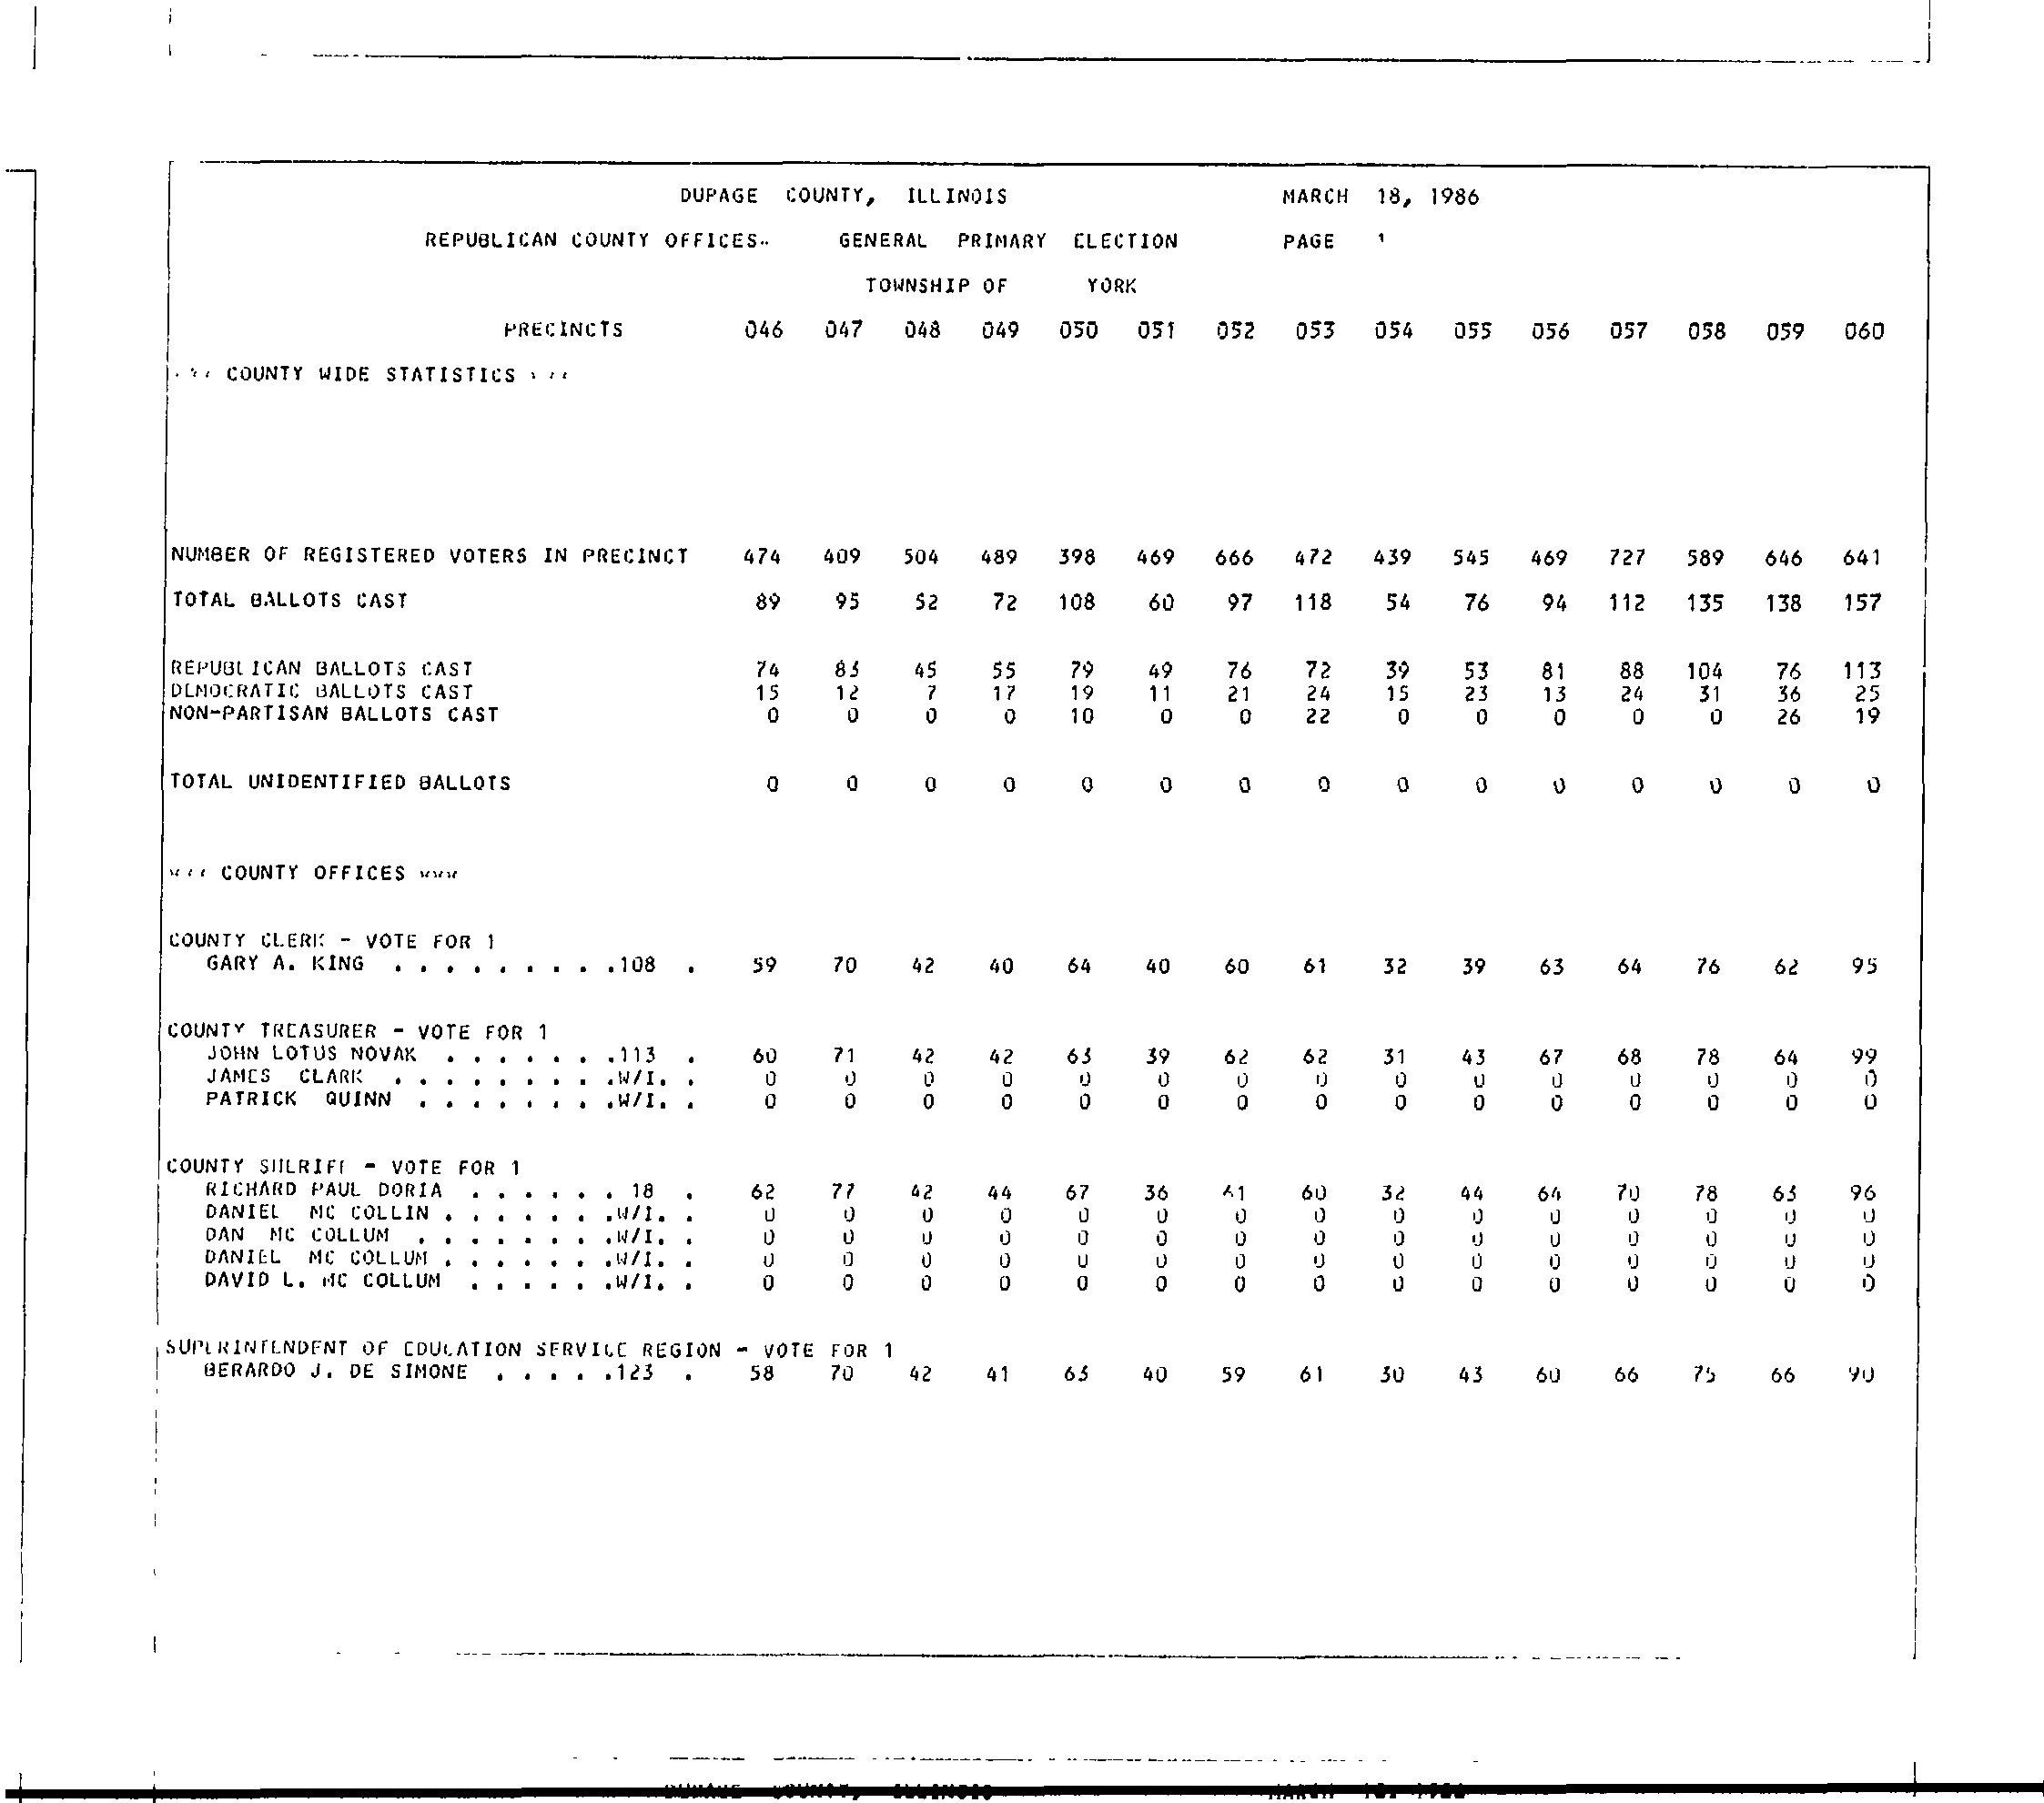 DUPAGE COUNTY, ILLINOIS MARCH 18, 1986
REPUBLICAN COUNTY OFFICES- GENERAL PRIMARY ELECTION PAGE 1
TOWNSHIP OF YORK
PRECINCTS 046 047 048 049 050 051 052 053 054 055 056 057 058 059 060
*** COUNTY WIDE STATISTICS ***
NUMBER OF REGISTERED VOTERS IN PRECINCT 474 409 504 489 398 469 666 472 439 545 469 727 589 646 641
TOTAL BALLOTS CAST 89 95 52 72 108 60 97 118 54 76 94 112 135 138 157
REPUBLICAN BALLOTS CAST 74 83 45 55 79 49 76 72 39 53 81 88 104 76 113
DEMOCRATIC BALLOTS CAST 15 12 7 17 19 11 21 24 15 23 13 24 31 36 25
NON-PARTISAN BALLOTS CAST 0 0 0 0 10 0 0 22 0 0 0 0 0 26 19
TOTAL UNIDENTIFIED BALLOTS 0 0 0 0 0 0 0 0 0 0 0 0 0 0 0
*** COUNTY OFFICES ***
COUNTY CLERK - VOTE FOR 1
GARY A. KING . . . . . . . . .108 . 59 70 42 40 64 40 60 61 32 39 63 64 76 62 95
COUNTY TREASURER - VOTE FOR 1
JOHN LOTUS NOVAK . . . . . . .113 . 60 71 42 42 63 39 62 62 31 43 67 68 78 64 99
JAMES CLARK . . . . . . . . .W/I. . 0 0 0 0 0 0 0 0 0 0 0 0 0 0 0
PATRICK QUINN . . . . . . . .W/I. . 0 0 0 0 0 0 0 0 0 0 0 0 0 0 0
COUNTY SHERIFF - VOTE FOR 1
RICHARD PAUL DORIA . . . . . . 18 . 62 77 42 44 67 36 61 60 32 44 64 70 78 63 96
DANIEL MC COLLIN . . . . . . .W/I. . 0 0 0 0 0 0 0 0 0 0 0 0 0 0 0
DAN MC COLLUM . . . . . . . .W/I. . 0 0 0 0 0 0 0 0 0 0 0 0 0 0 0
DANIEL MC COLLUM . . . . . . .W/I. . 0 0 0 0 0 0 0 0 0 0 0 0 0 0 0
DAVID L. MC COLLUM . . . . . .W/I. . 0 0 0 0 0 0 0 0 0 0 0 0 0 0 0
SUPERINTENDENT OF EDUCATION SERVICE REGION - VOTE FOR 1
BERARDO J. DE SIMONE . . . . .123 . 58 70 42 41 63 40 59 61 30 43 60 66 75 66 90